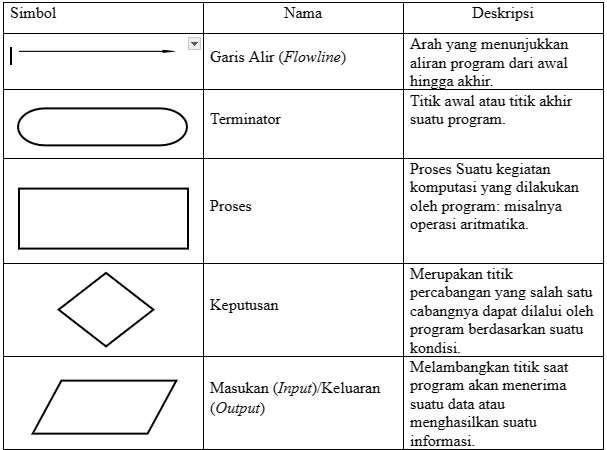 Simbol Nama Deskripsi
Garis Alir (Flowline)
Arah yang menunjukkan
aliran program dari awal
hingga akhir.
Terminator
Titik awal atau titik akhir
suatu program.
Proses
Proses Suatu kegiatan
komputasi yang dilakukan
oleh program: misalnya
operasi aritmatika.
Keputusan
Merupakan titik
percabangan yang salah satu
cabangnya dapat dilalui oleh
program berdasarkan suatu
kondisi.
Masukan (Input)/Keluaran
(Output)
Melambangkan titik saat
program akan menerima
suatu data atau
menghasilkan suatu
informasi.